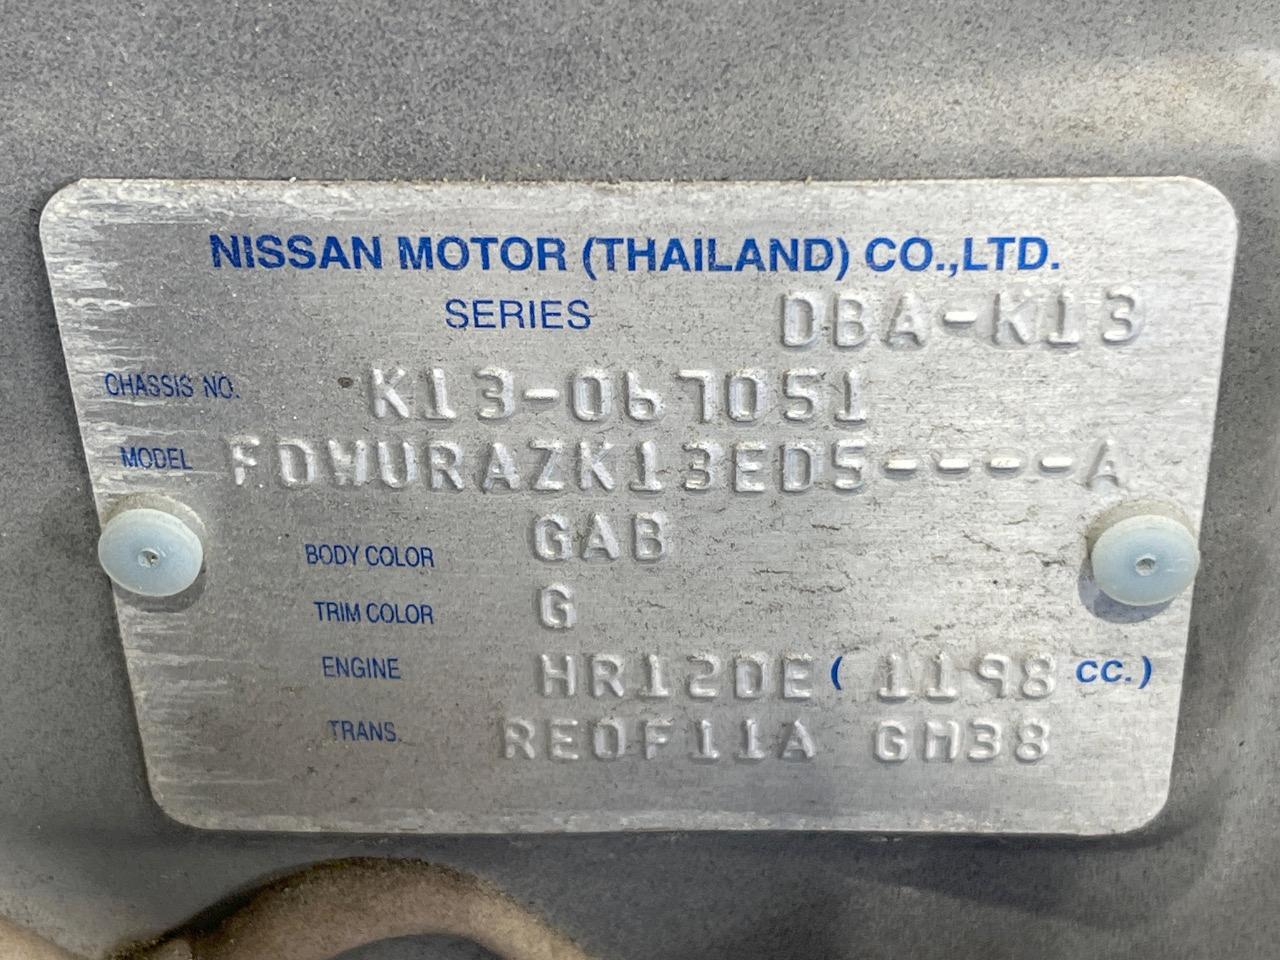 NISSAN MOTOR (THAILAND) CO.,LTD.
SERIES DBA-K13
CHASSIS NO. K13-067051
MODEL FDWURAZK13ED5----A
BODY COLOR GAB
TRIM COLOR G
ENGINE HR12DE ( 1198 CC. )
TRANS. RE0F11A GM38